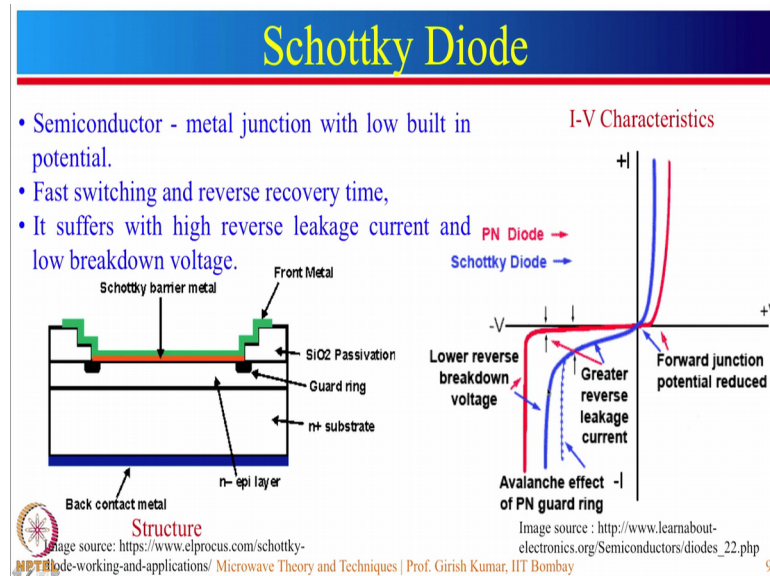 Schottky Diode
• Semiconductor - metal junction with low built in
potential.
• Fast switching and reverse recovery time,
• It suffers with high reverse leakage current and
low breakdown voltage.
Front Metal
Schottky barrier metal
SiO2 Passivation
Guard ring
n+ substrate
n– epi layer
Back contact metal
Structure
Image source: https://www.elprocus.com/schottky-
diode-working-and-applications/
I-V Characteristics
+I
PN Diode
Schottky Diode
+V
-V
Lower reverse
breakdown
voltage
Greater
reverse
leakage
current
Forward junction
potential reduced
Avalanche effect
of PN guard ring
-I
Image source : http://www.learnabout-
electronics.org/Semiconductors/diodes_22.php
NPTEL
Microwave Theory and Techniques | Prof. Girish Kumar, IIT Bombay
9